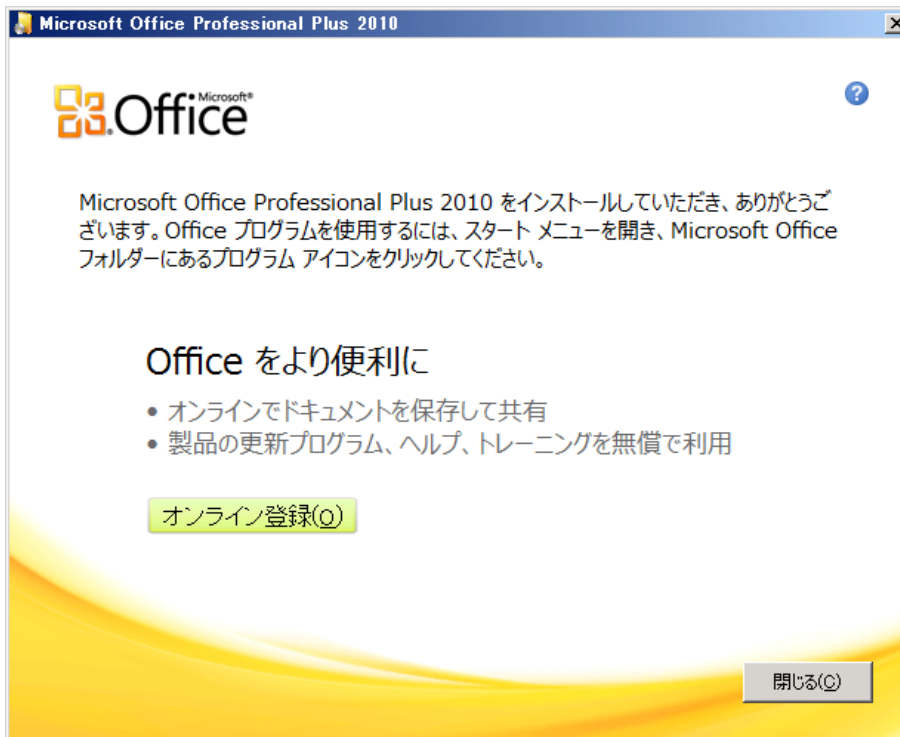 Microsoft Office Professional Plus 2010
Microsoft®
Office
Microsoft Office Professional Plus 2010 をインストールしていただき、ありがとうご
ざいます。Office プログラムを使用するには、スタート メニューを開き、Microsoft Office
フォルダーにあるプログラム アイコンをクリックしてください。
Office をより便利に
• オンラインでドキュメントを保存して共有
• 製品の更新プログラム、ヘルプ、トレーニングを無償で利用
オンライン登録(O)
閉じる(C)